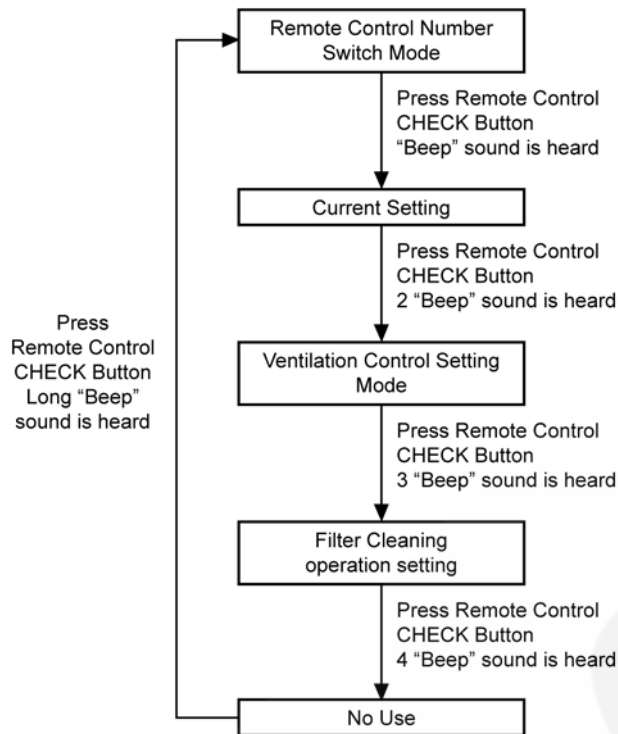 Remote Control Number
Switch Mode
Press Remote Control
CHECK Button
“Beep” sound is heard
Current Setting
Press Remote Control
CHECK Button
2 “Beep” sound is heard
Press
Remote Control
CHECK Button
Long “Beep”
sound is heard
Ventilation Control Setting
Mode
Press Remote Control
CHECK Button
3 “Beep” sound is heard
Filter Cleaning
operation setting
Press Remote Control
CHECK Button
4 “Beep” sound is heard
No Use